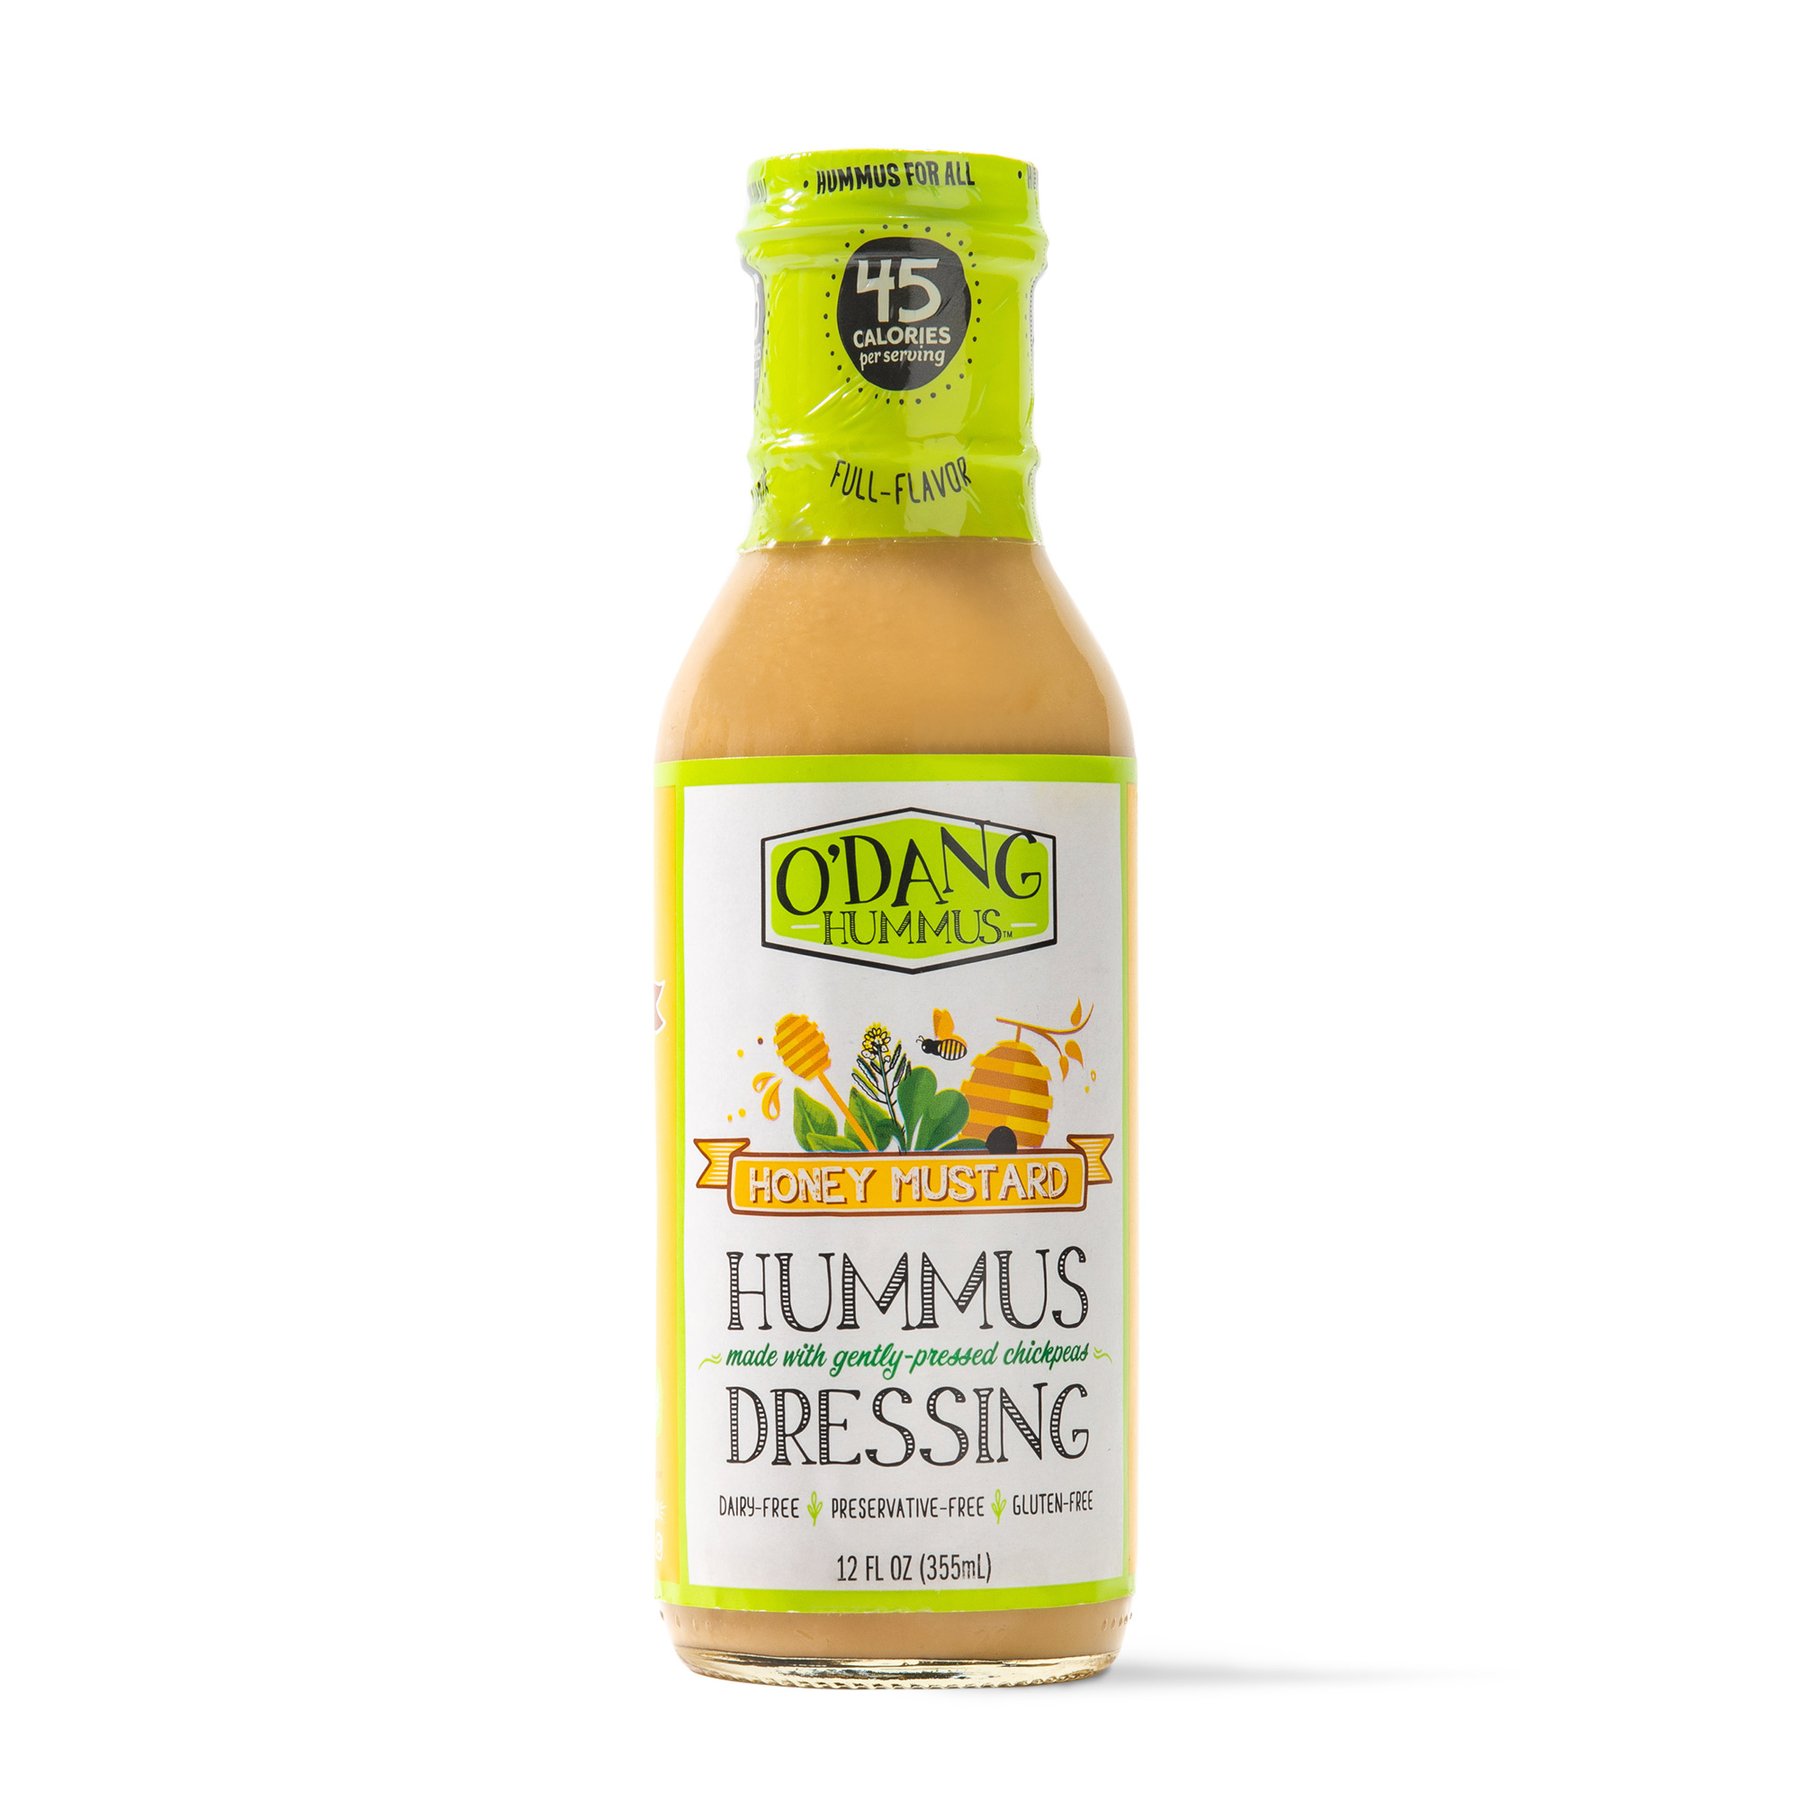 • HUMMUS FOR ALL •
45
CALORIES
per serving
FULL-FLAVOR
O'DANG
HUMMUS™
HONEY MUSTARD
HUMMUS
made with gently-pressed chickpeas
DRESSING
DAIRY-FREE PRESERVATIVE-FREE GLUTEN-FREE
12 FL OZ (355mL)